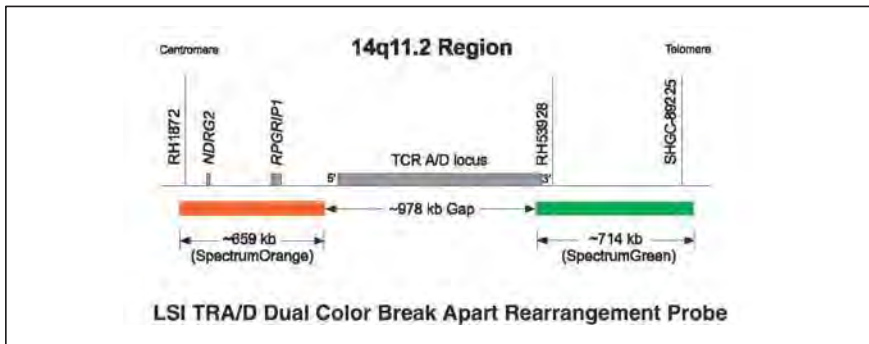 Centromere
14q11.2 Region
Telomere
RH1872
NDRG2
RPGRIP1
RH53928
SHGC-89225
TCR A/D locus
5'
3'
~978 kb Gap
~659 kb
(SpectrumOrange)
~714 kb
(SpectrumGreen)
LSI TRA/D Dual Color Break Apart Rearrangement Probe